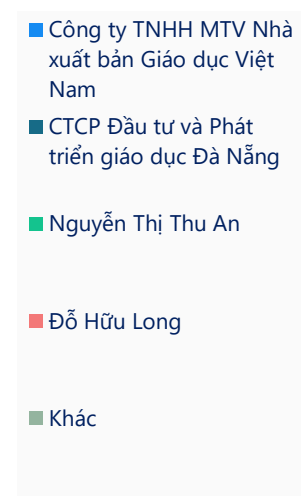 Công ty TNHH MTV Nhà
xuất bản Giáo dục Việt
Nam
CTCP Đầu tư và Phát
triển giáo dục Đà Nẵng
Nguyễn Thị Thu An
Đỗ Hữu Long
Khác